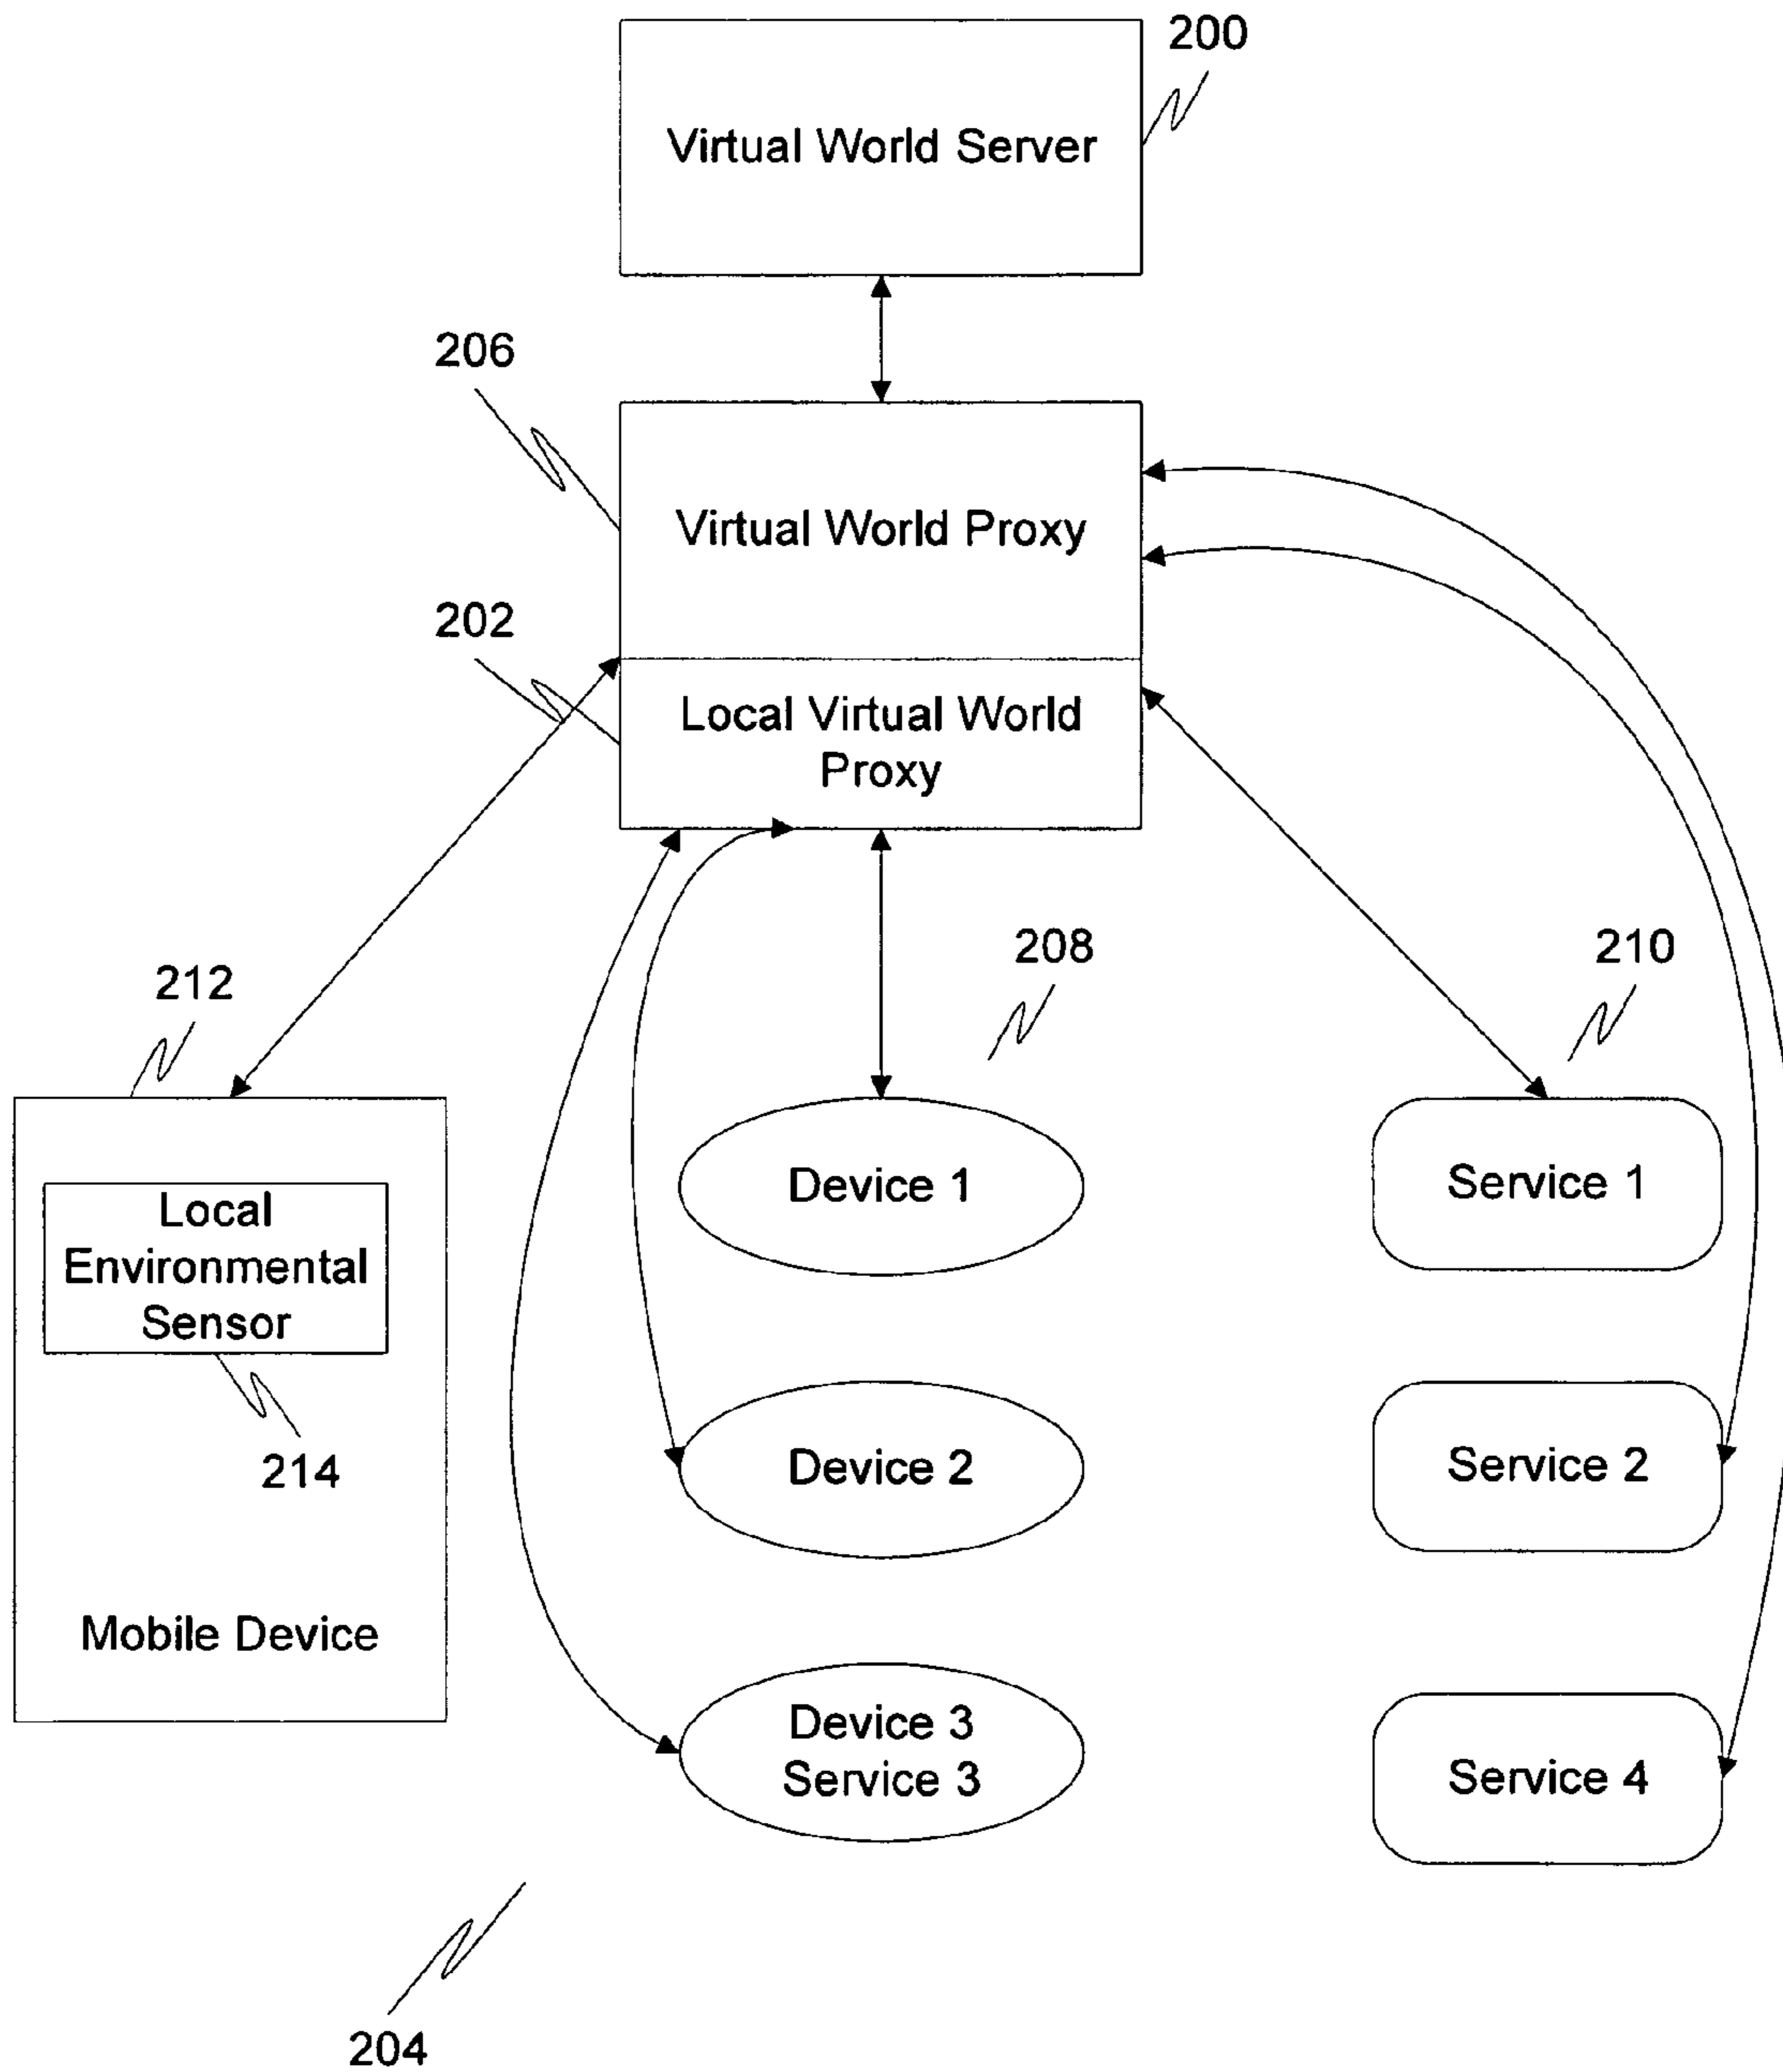 200
Virtual World Server
206
Virtual World Proxy
202
Local Virtual World
Proxy
208
210
212
Device 1
Service 1
Local
Environmental
Sensor
214
Device 2
Service 2
Mobile Device
Device 3
Service 3
Service 4
204